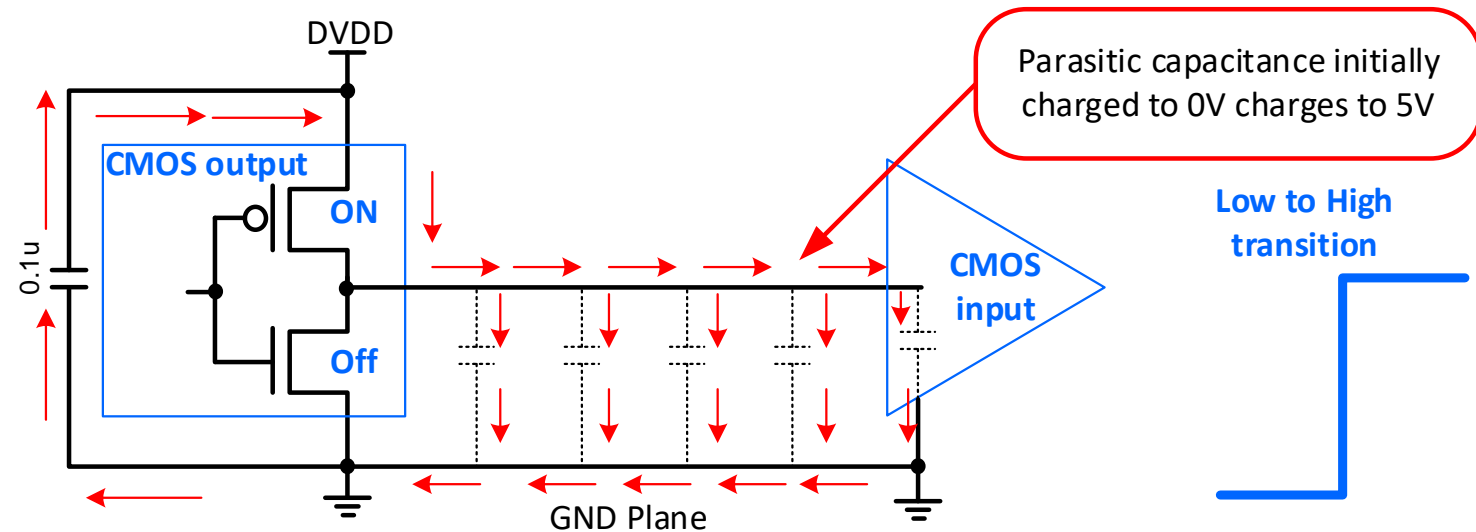 DVDD
Parasitic capacitance initially
charged to 0V charges to 5V
CMOS output
ON
Low to High
transition
0.1u
CMOS
input
Off
GND Plane